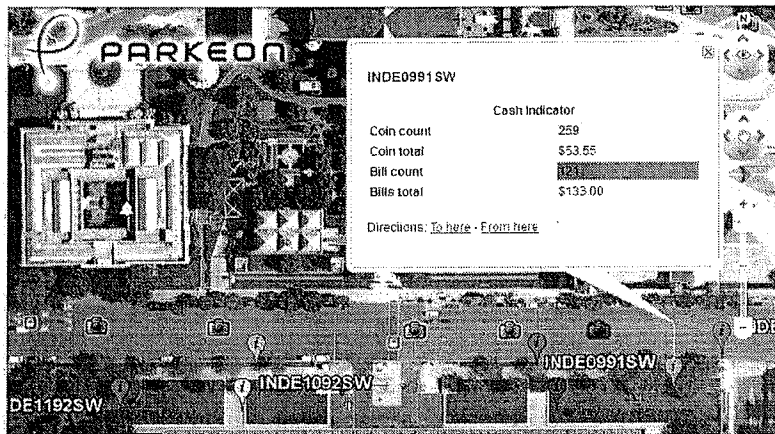 PARKEON
INDE0991SW
Cash Indicator
Coin count 259
Coin total $53.55
Bill count 121
Bills total $133.00
Directions: To here - From here
INDE0991SW
INDE1092SW
DE1192SW